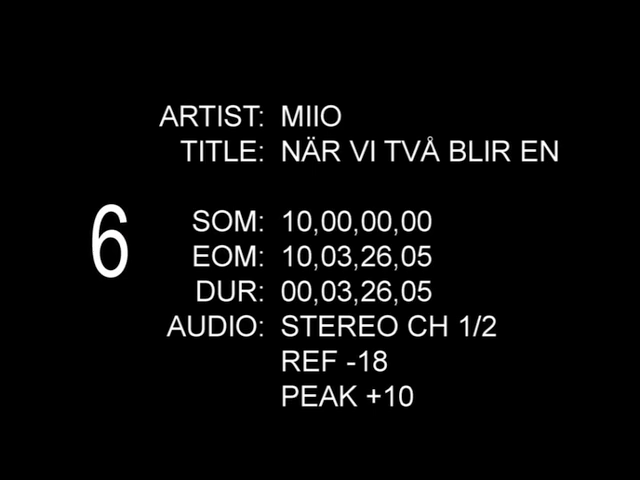 ARTIST: MIIO
TITLE: NÄR VI TVÅ BLIR EN
6
SOM: 10,00,00,00
EOM: 10,03,26,05
DUR: 00,03,26,05
AUDIO: STEREO CH 1/2
REF -18
PEAK +10